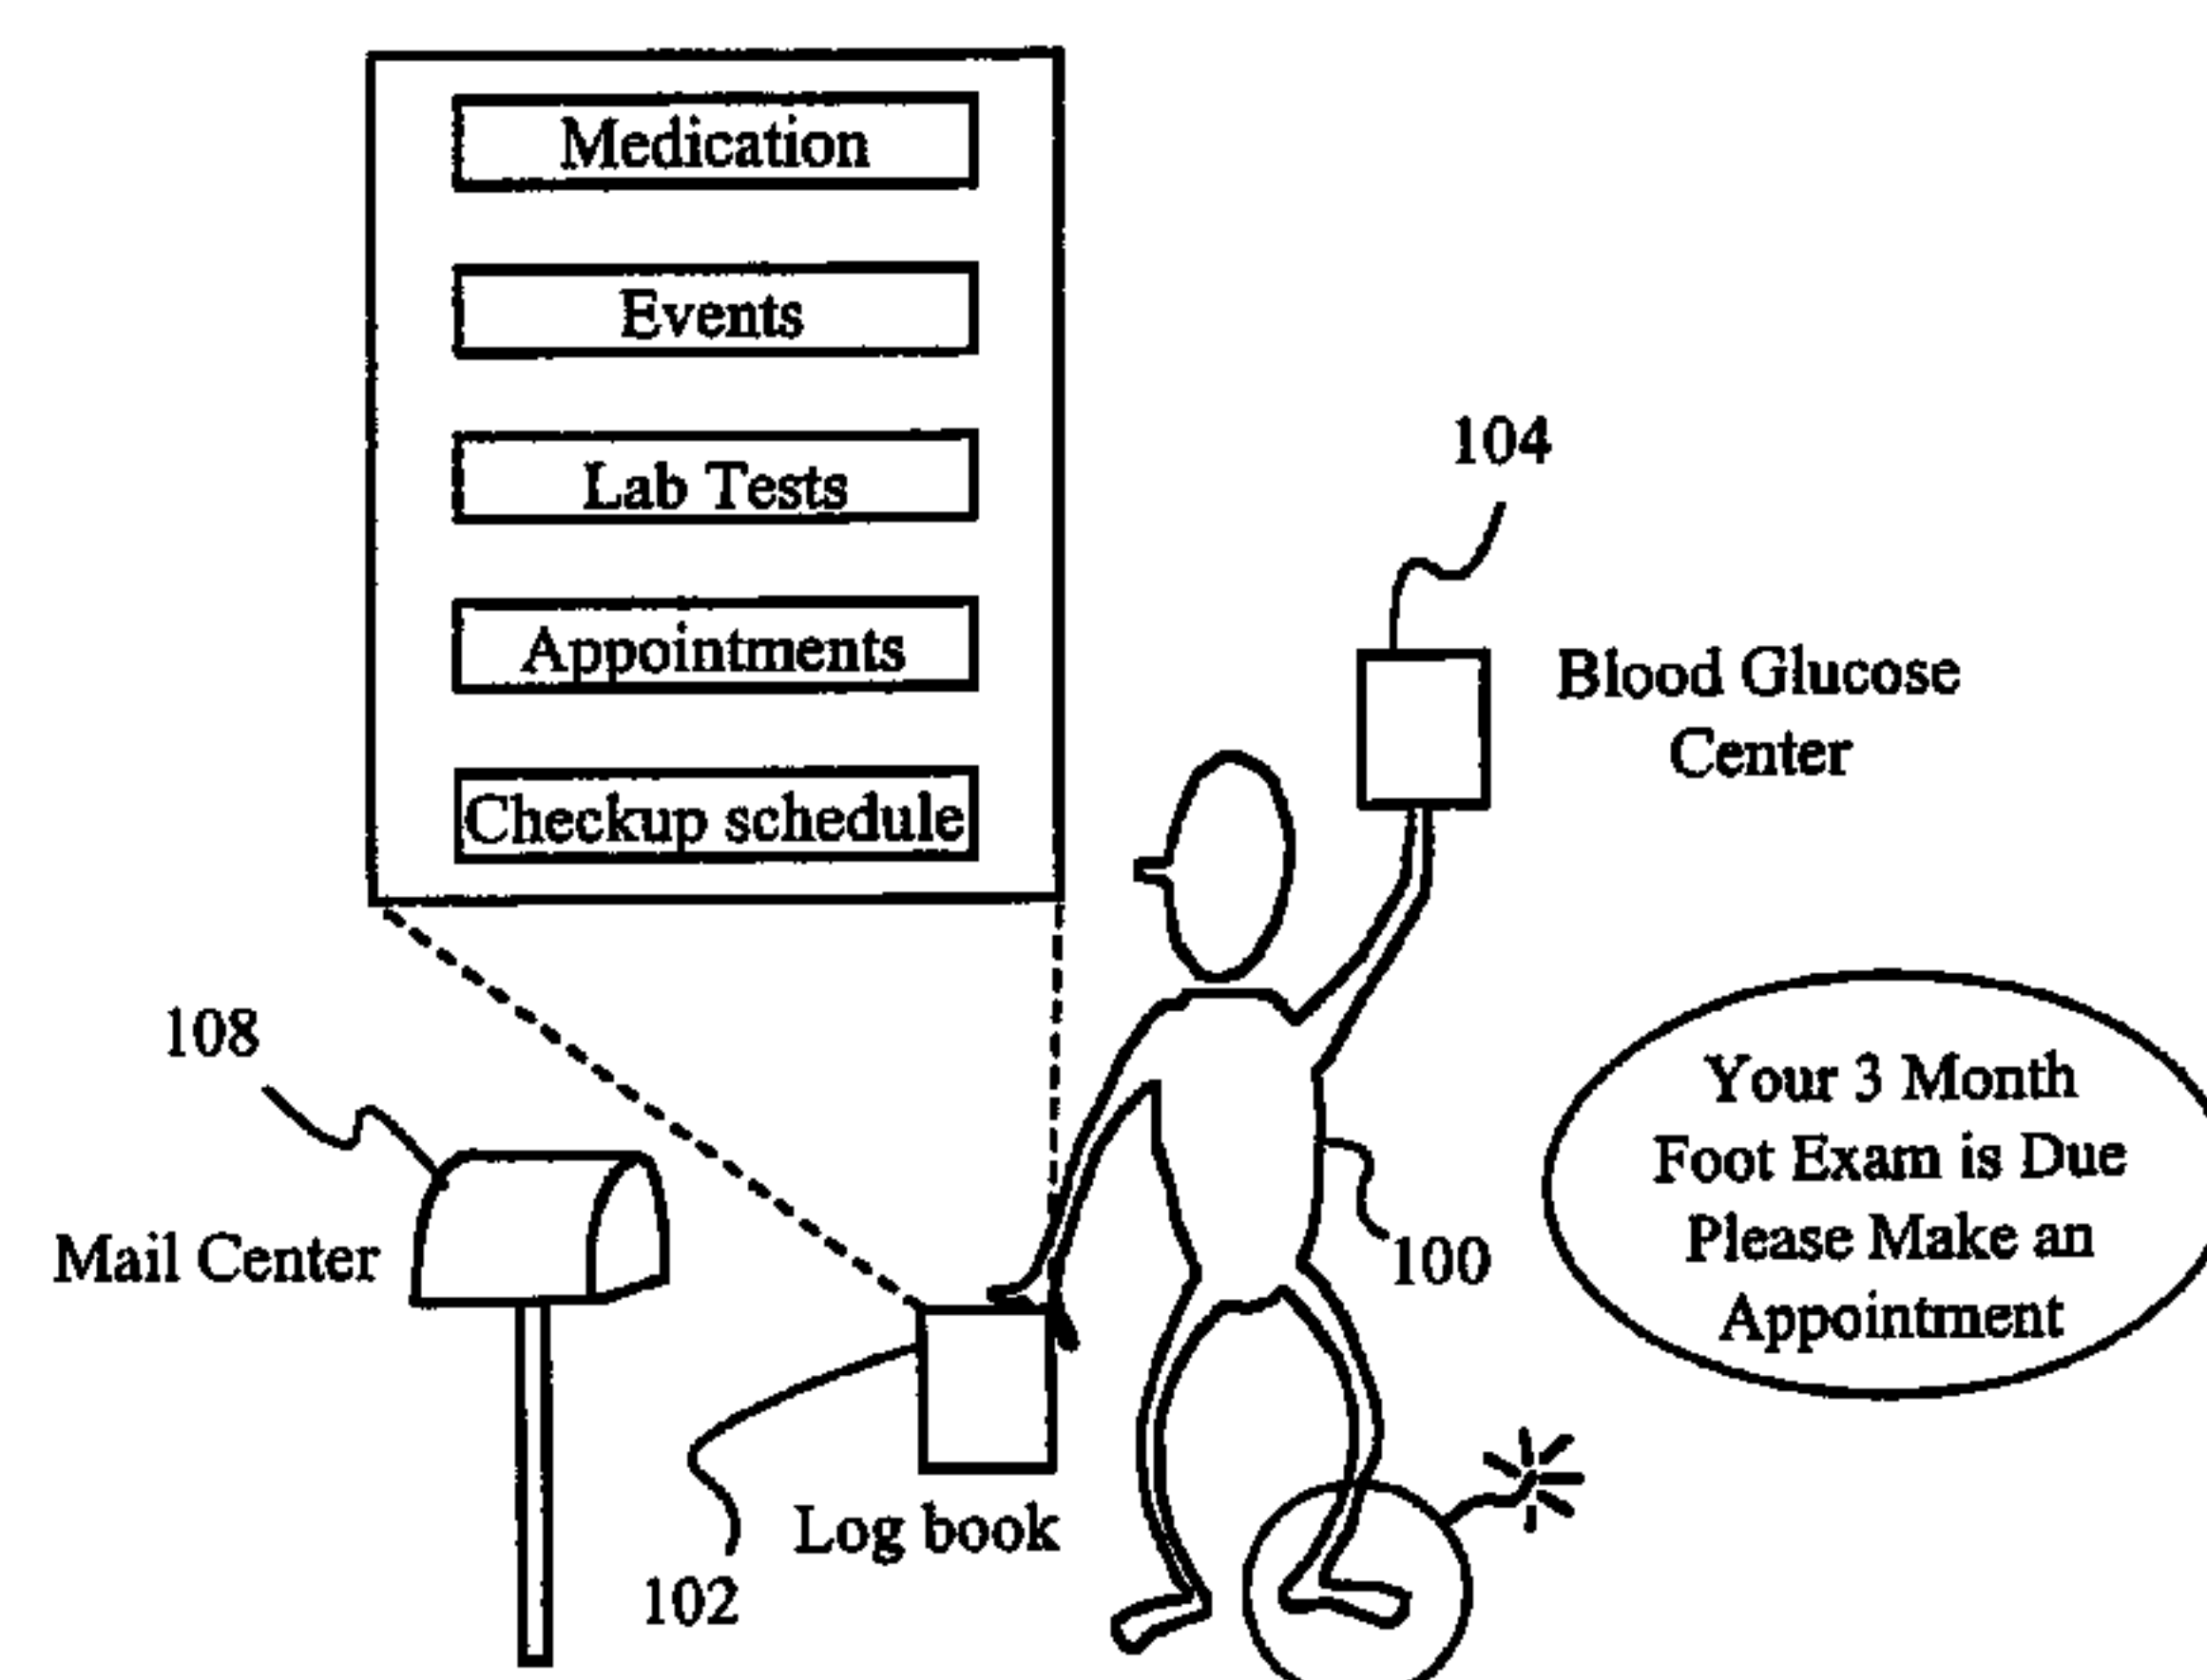 Medication
Events
Lab Tests
Appointments
Checkup schedule
104
Blood Glucose
Center
108
Mail Center
Your 3 Month
Foot Exam is Due
Please Make an
Appointment
100
Log book
102